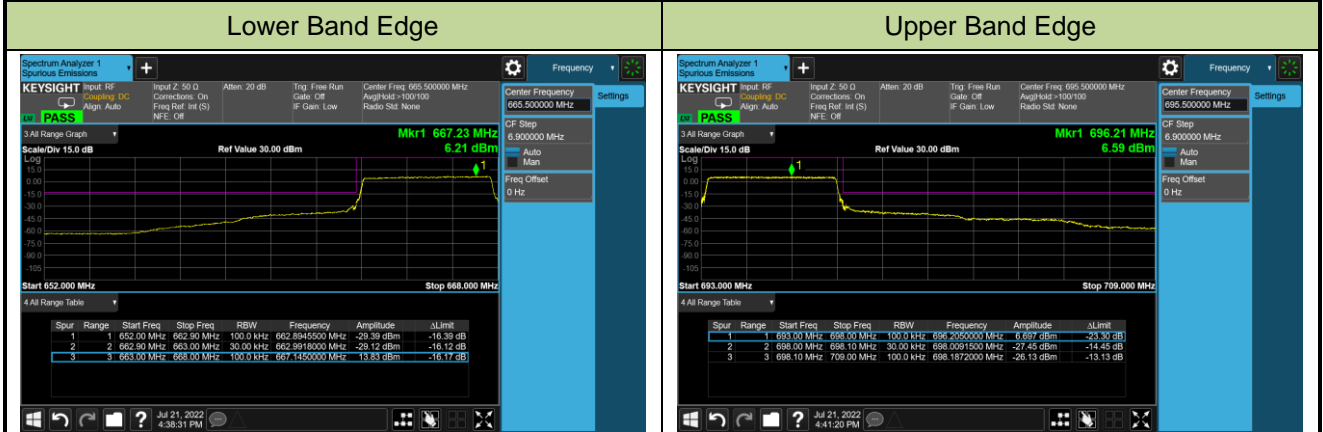 Lower Band Edge
Upper Band Edge
Spectrum Analyzer 1
Spurious Emissions
Frequency
KEYSIGHT
Input: RF
Coupling: DC
Align: Auto
Input Z: 50 Ω
Corrections: On
Freq Ref: Int (S)
NFE: Off
Atten: 20 dB
Trig: Free Run
Gate: Off
IF Gain: Low
Center Freq: 665.500000 MHz
Avg|Hold:>100/100
Radio Std: None
PASS
Center Frequency
665.500000 MHz
Settings
CF Step
6.900000 MHz
Auto
Man
Freq Offset
0 Hz
3 All Range Graph
Scale/Div 15.0 dB
Ref Value 30.00 dBm
Mkr1 667.23 MHz
6.21 dBm
Log
15.0
0.00
-15.0
-30.0
-45.0
-60.0
-75.0
-90.0
-105
1
Start 652.000 MHz
Stop 668.000 MHz
4 All Range Table
Spur Range Start Freq Stop Freq RBW Frequency Amplitude ΔLimit
1 1 652.00 MHz 662.90 MHz 100.0 kHz 662.8945500 MHz -29.39 dBm -16.39 dB
2 2 662.90 MHz 663.00 MHz 30.00 kHz 662.9918000 MHz -29.12 dBm -16.12 dB
3 3 663.00 MHz 668.00 MHz 100.0 kHz 667.1450000 MHz 13.83 dBm -16.17 dB
?
Jul 21, 2022
4:38:31 PM
Spectrum Analyzer 1
Spurious Emissions
Frequency
KEYSIGHT
Input: RF
Coupling: DC
Align: Auto
Input Z: 50 Ω
Corrections: On
Freq Ref: Int (S)
NFE: Off
Atten: 20 dB
Trig: Free Run
Gate: Off
IF Gain: Low
Center Freq: 695.500000 MHz
Avg|Hold:>100/100
Radio Std: None
PASS
Center Frequency
695.500000 MHz
Settings
CF Step
6.900000 MHz
Auto
Man
Freq Offset
0 Hz
3 All Range Graph
Scale/Div 15.0 dB
Ref Value 30.00 dBm
Mkr1 696.21 MHz
6.59 dBm
Log
15.0
0.00
-15.0
-30.0
-45.0
-60.0
-75.0
-90.0
-105
1
Start 693.000 MHz
Stop 709.000 MHz
4 All Range Table
Spur Range Start Freq Stop Freq RBW Frequency Amplitude ΔLimit
1 1 693.00 MHz 698.00 MHz 100.0 kHz 696.2050000 MHz 6.697 dBm -23.30 dB
2 2 698.00 MHz 698.10 MHz 30.00 kHz 698.0091500 MHz -27.45 dBm -14.45 dB
3 3 698.10 MHz 709.00 MHz 100.0 kHz 698.1872000 MHz -26.13 dBm -13.13 dB
?
Jul 21, 2022
4:41:20 PM